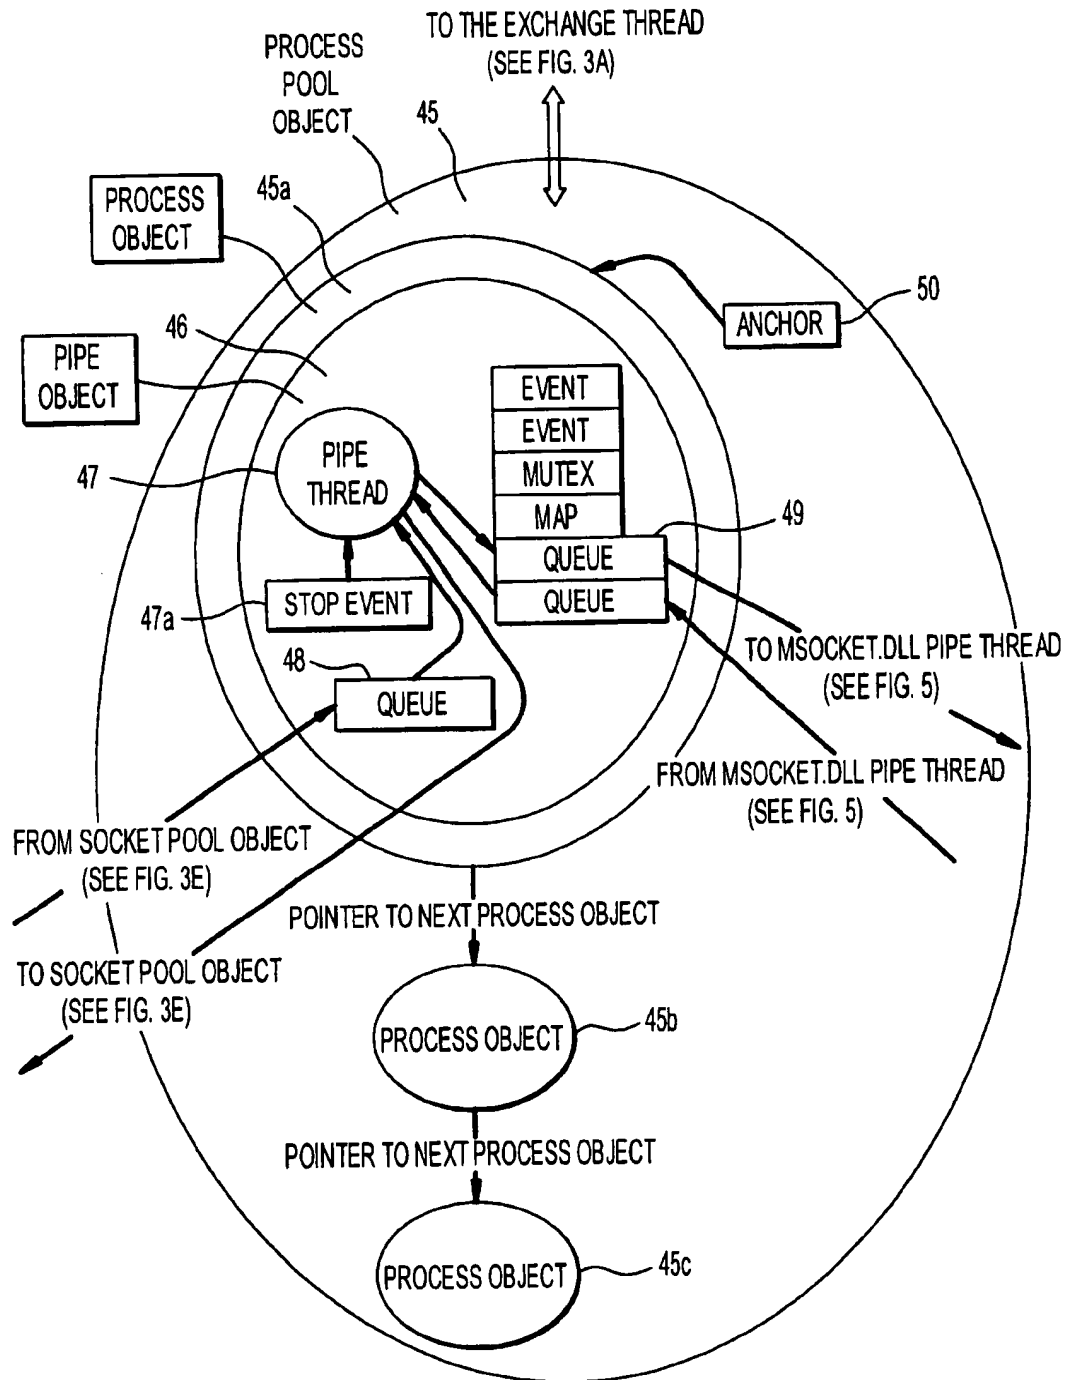 TO THE EXCHANGE THREAD
(SEE FIG. 3A)
PROCESS
POOL
OBJECT
45
PROCESS
OBJECT
45a
46
PIPE
OBJECT
ANCHOR
50
EVENT
EVENT
MUTEX
MAP
QUEUE
QUEUE
49
PIPE
THREAD
47
STOP EVENT
47a
48
QUEUE
TO MSOCKET.DLL PIPE THREAD
(SEE FIG. 5)
FROM MSOCKET.DLL PIPE THREAD
(SEE FIG. 5)
FROM SOCKET POOL OBJECT
(SEE FIG. 3E)
POINTER TO NEXT PROCESS OBJECT
TO SOCKET POOL OBJECT
(SEE FIG. 3E)
PROCESS OBJECT
45b
POINTER TO NEXT PROCESS OBJECT
PROCESS OBJECT
45c